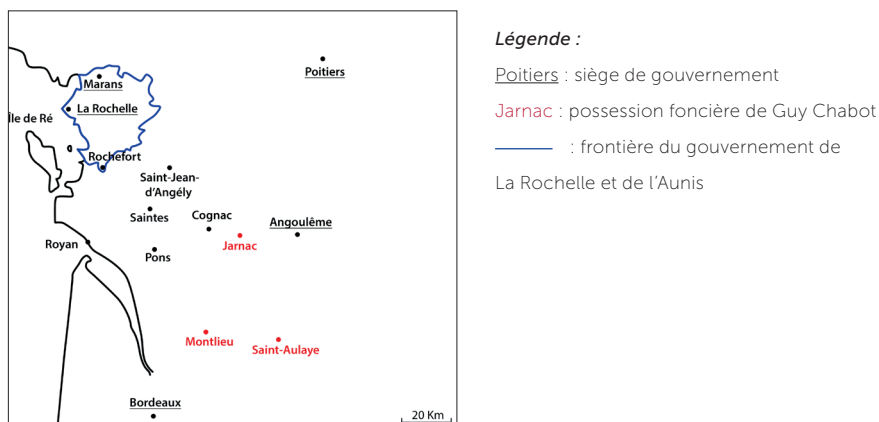 Poitiers
Marans
La Rochelle
Île de Ré
Rochefort
Saint-Jean-
d'Angély
Saintes
Cognac
Angoulême
Royan
Jarnac
Pons
Montlieu
Saint-Aulaye
Bordeaux
20 Km
Légende :
Poitiers : siège de gouvernement
Jarnac : possession foncière de Guy Chabot
: frontière du gouvernement de
La Rochelle et de l'Aunis